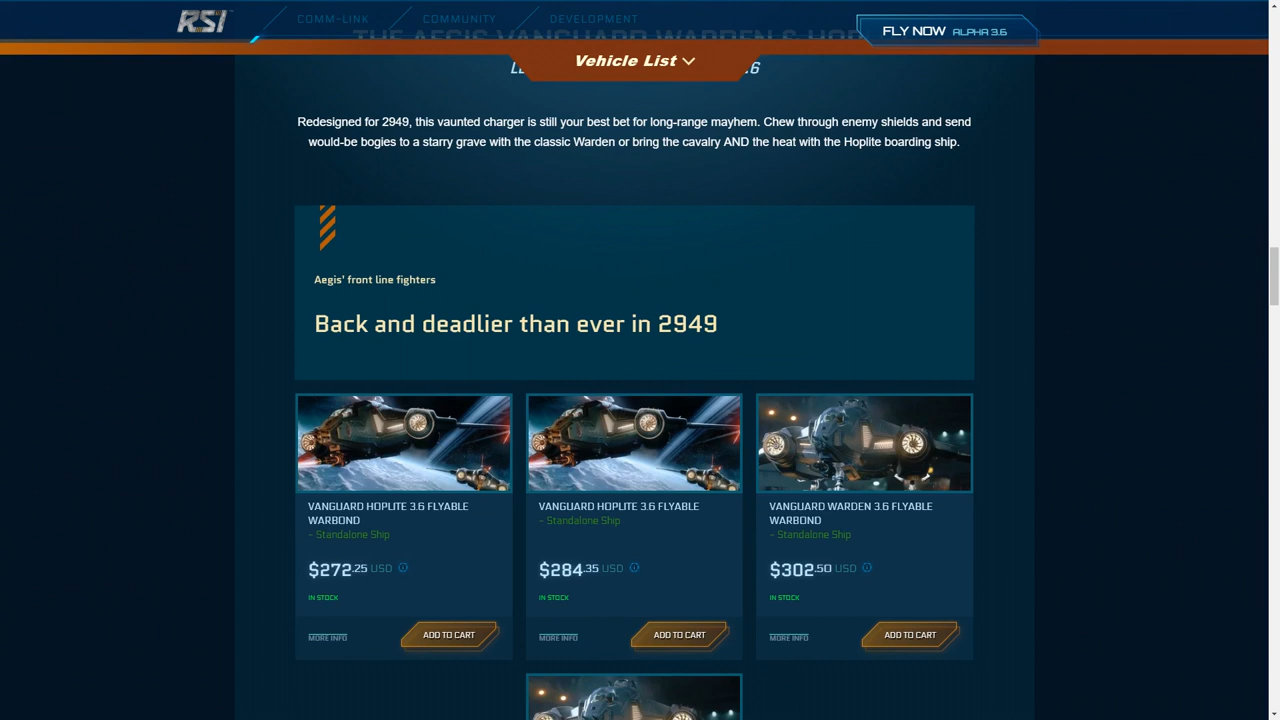 RSI
COMM-LINK
COMMUNITY
DEVELOPMENT
FLY NOW ALPHA 3.6
THE AEGIS VANGUARD WARDEN &
Vehicle List
Redesigned for 2949, this vaunted charger is still your best bet for long-range mayhem. Chew through enemy shields and send
would-be bogies to a starry grave with the classic Warden or bring the cavalry AND the heat with the Hoplite boarding ship.
Aegis' front line fighters
Back and deadlier than ever in 2949
VANGUARD HOPLITE 3.6 FLYABLE
WARBOND
- Standalone Ship
$272.25 USD
IN STOCK
MORE INFO
ADD TO CART
VANGUARD HOPLITE 3.6 FLYABLE
- Standalone Ship
$284.35 USD
IN STOCK
MORE INFO
ADD TO CART
VANGUARD WARDEN 3.6 FLYABLE
WARBOND
- Standalone Ship
$302.50 USD
IN STOCK
MORE INFO
ADD TO CART